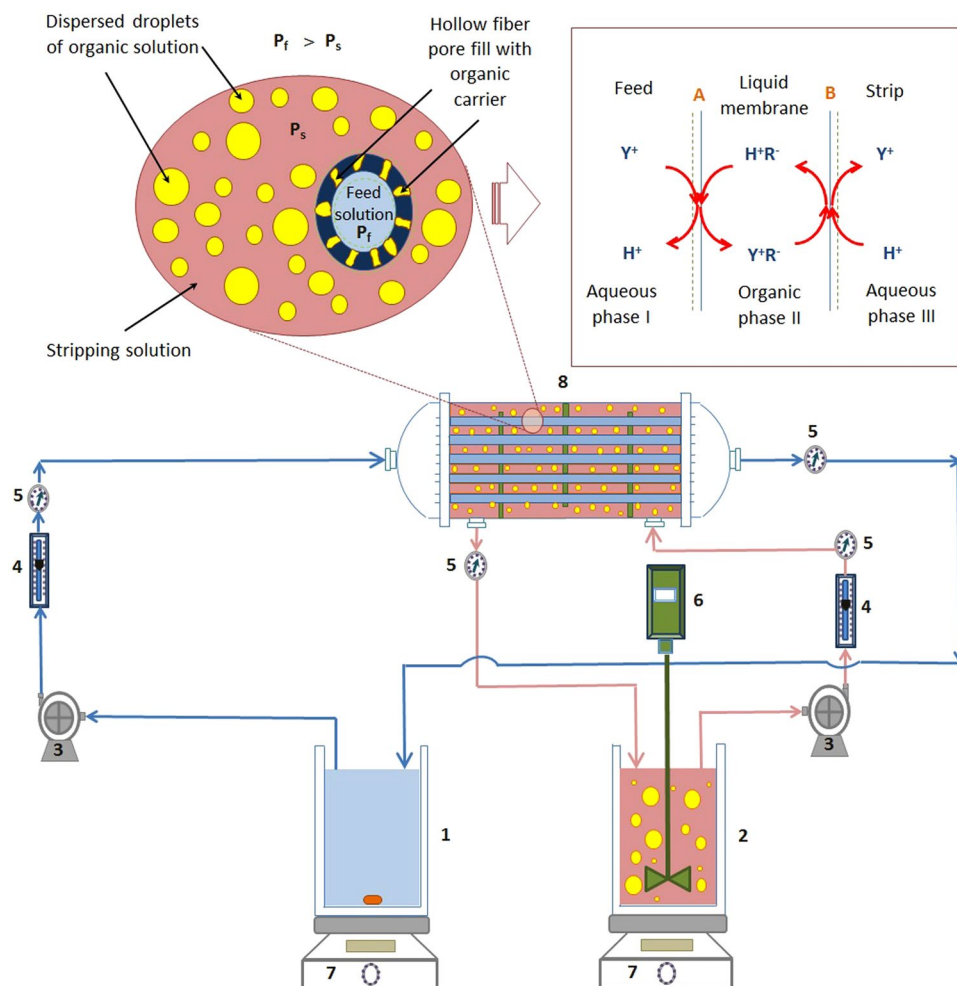 Dispersed droplets
of organic solution
Pf > Ps
Hollow fiber
pore fill with
organic
carrier
Ps
Feed
solution
Pf
Stripping solution
Feed
A
Liquid
membrane
B
Strip
Y+
H+R-
Y+
H+
Y+R-
H+
Aqueous
phase I
Organic
phase II
Aqueous
phase III
8
5
5
5
5
4
4
6
3
3
1
2
7
7